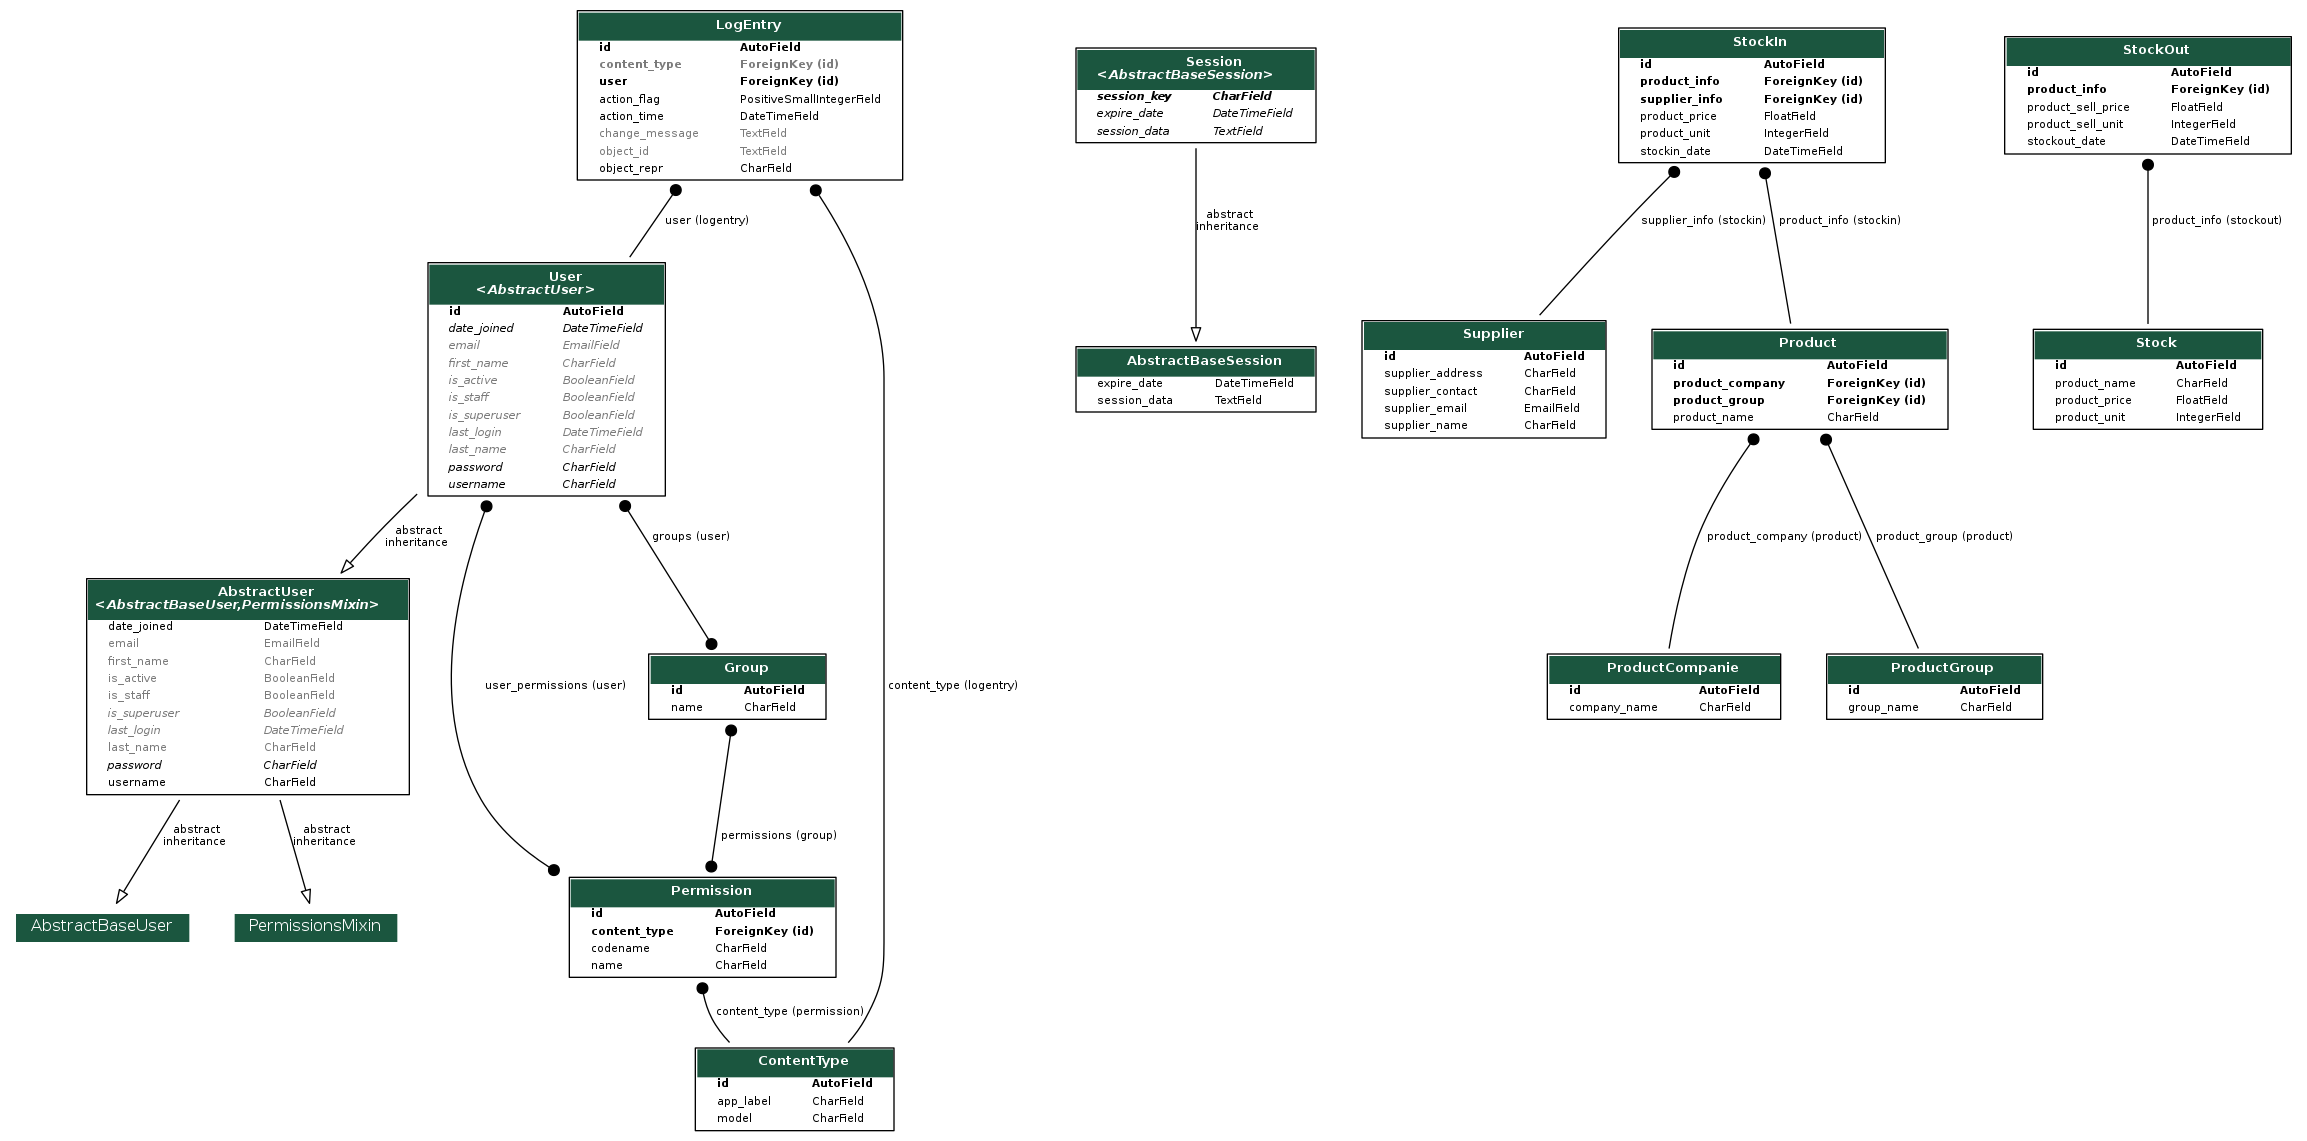 LogEntry
id AutoField
content_type ForeignKey (id)
user ForeignKey (id)
action_flag PositiveSmallIntegerField
action_time DateTimeField
change_message TextField
object_id TextField
object_repr CharField
user (logentry)
User
<AbstractUser>
id AutoField
date_joined DateTimeField
email EmailField
first_name CharField
is_active BooleanField
is_staff BooleanField
is_superuser BooleanField
last_login DateTimeField
last_name CharField
password CharField
username CharField
abstract
inheritance
groups (user)
AbstractUser
<AbstractBaseUser,PermissionsMixin>
date_joined DateTimeField
email EmailField
first_name CharField
is_active BooleanField
is_staff BooleanField
is_superuser BooleanField
last_login DateTimeField
last_name CharField
password CharField
username CharField
abstract
inheritance
abstract
inheritance
AbstractBaseUser
PermissionsMixin
user_permissions (user)
Group
id AutoField
name CharField
content_type (logentry)
permissions (group)
Permission
id AutoField
content_type ForeignKey (id)
codename CharField
name CharField
content_type (permission)
ContentType
id AutoField
app_label CharField
model CharField
Session
<AbstractBaseSession>
session_key CharField
expire_date DateTimeField
session_data TextField
abstract
inheritance
AbstractBaseSession
expire_date DateTimeField
session_data TextField
StockIn
id AutoField
product_info ForeignKey (id)
supplier_info ForeignKey (id)
product_price FloatField
product_unit IntegerField
stockin_date DateTimeField
supplier_info (stockin)
product_info (stockin)
Supplier
id AutoField
supplier_address CharField
supplier_contact CharField
supplier_email EmailField
supplier_name CharField
Product
id AutoField
product_company ForeignKey (id)
product_group ForeignKey (id)
product_name CharField
product_company (product)
product_group (product)
ProductCompanie
id AutoField
company_name CharField
ProductGroup
id AutoField
group_name CharField
StockOut
id AutoField
product_info ForeignKey (id)
product_sell_price FloatField
product_sell_unit IntegerField
stockout_date DateTimeField
product_info (stockout)
Stock
id AutoField
product_name CharField
product_price FloatField
product_unit IntegerField